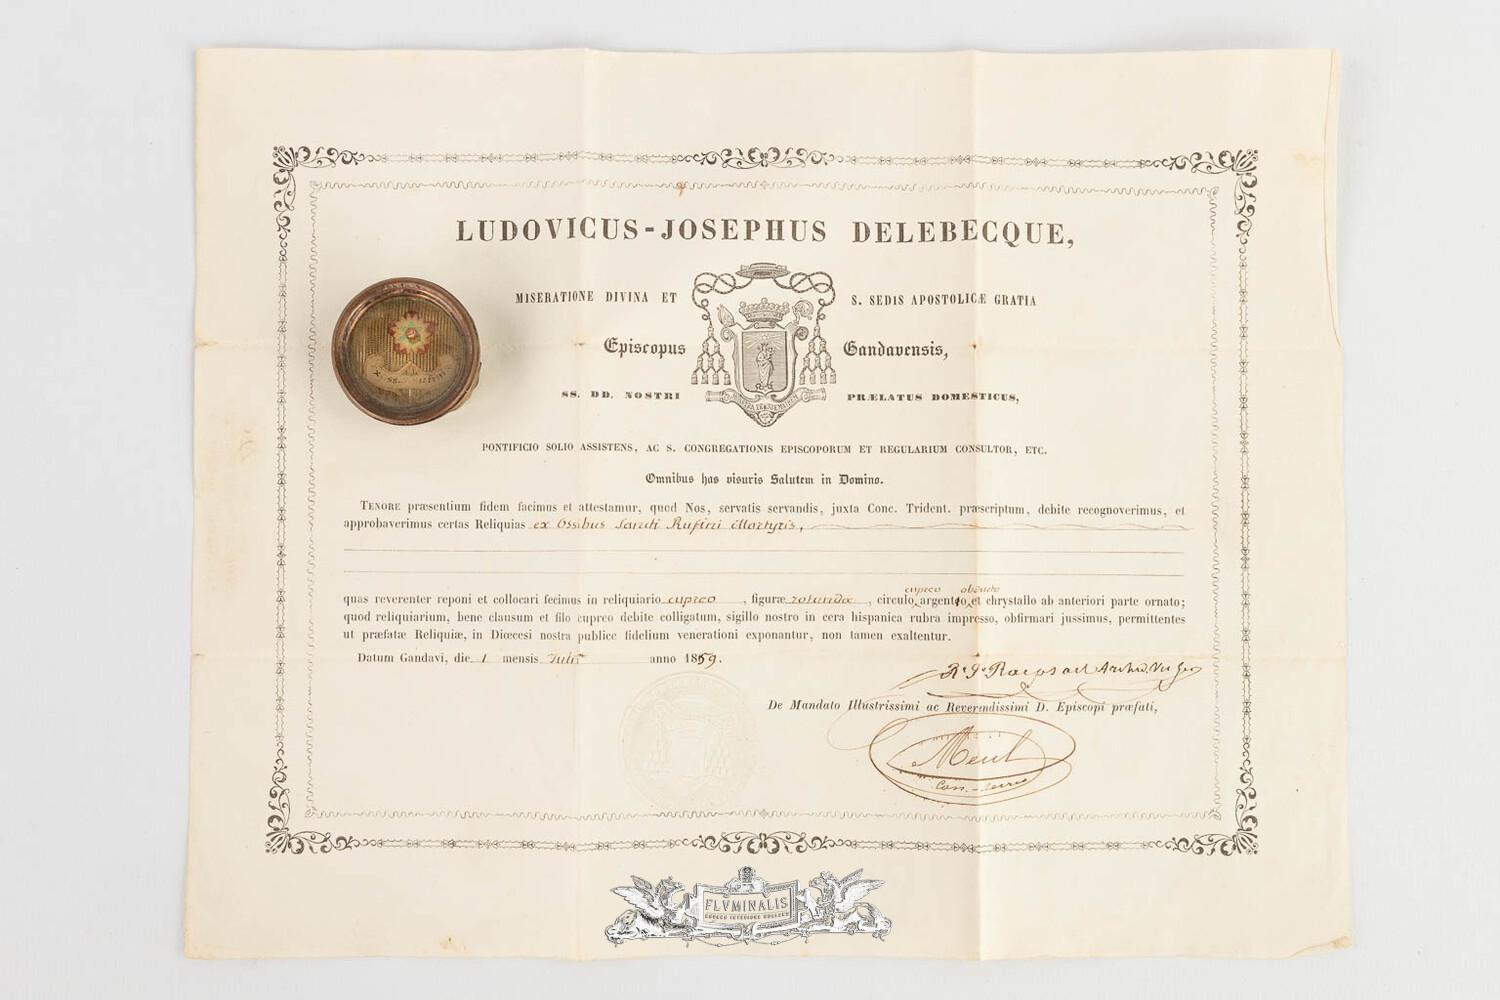 LUDOVICUS-JOSEPHUS DELEBECQUE,
MISERATIONE DIVINA ET S. SEDIS APOSTOLICÆ GRATIA
Episcopus Gandavensis,
SS. DD. NOSTRI PRÆLATUS DOMESTICUS,
PONTIFICIO SOLIO ASSISTENS, AC S. CONGREGATIONIS EPISCOPORUM ET REGULARIUM CONSULTOR, ETC.
Omnibus has visuris Salutem in Domino.
TENORE præsentium fidem facimus et attestamur, quod Nos, servatis servandis, juxta Conc. Trident. præscriptum, debite recognoverimus, et
approbaverimus certas Reliquias ex Ossibus Sancti Rufini Martyris,
cupreo
quas reverenter reponi et collocari fecimus in reliquiario cupreo, figuræ rotundæ, circulo argento et chrystallo ab anteriori parte ornato;
quod reliquiarium, bene clausum et filo cupreo debite colligatum, sigillo nostro in cera hispanica rubra impresso, obfirmari jussimus, permittentes
ut præfatæ Reliquiæ, in Diœcesi nostra publice fidelium venerationi exponantur, non tamen exaltentur.
Datum Gandavi, die 1 mensis Julii anno 1859.
De Mandato Illustrissimi ac Reverendissimi D. Episcopi præfati,
FLVMINALIS